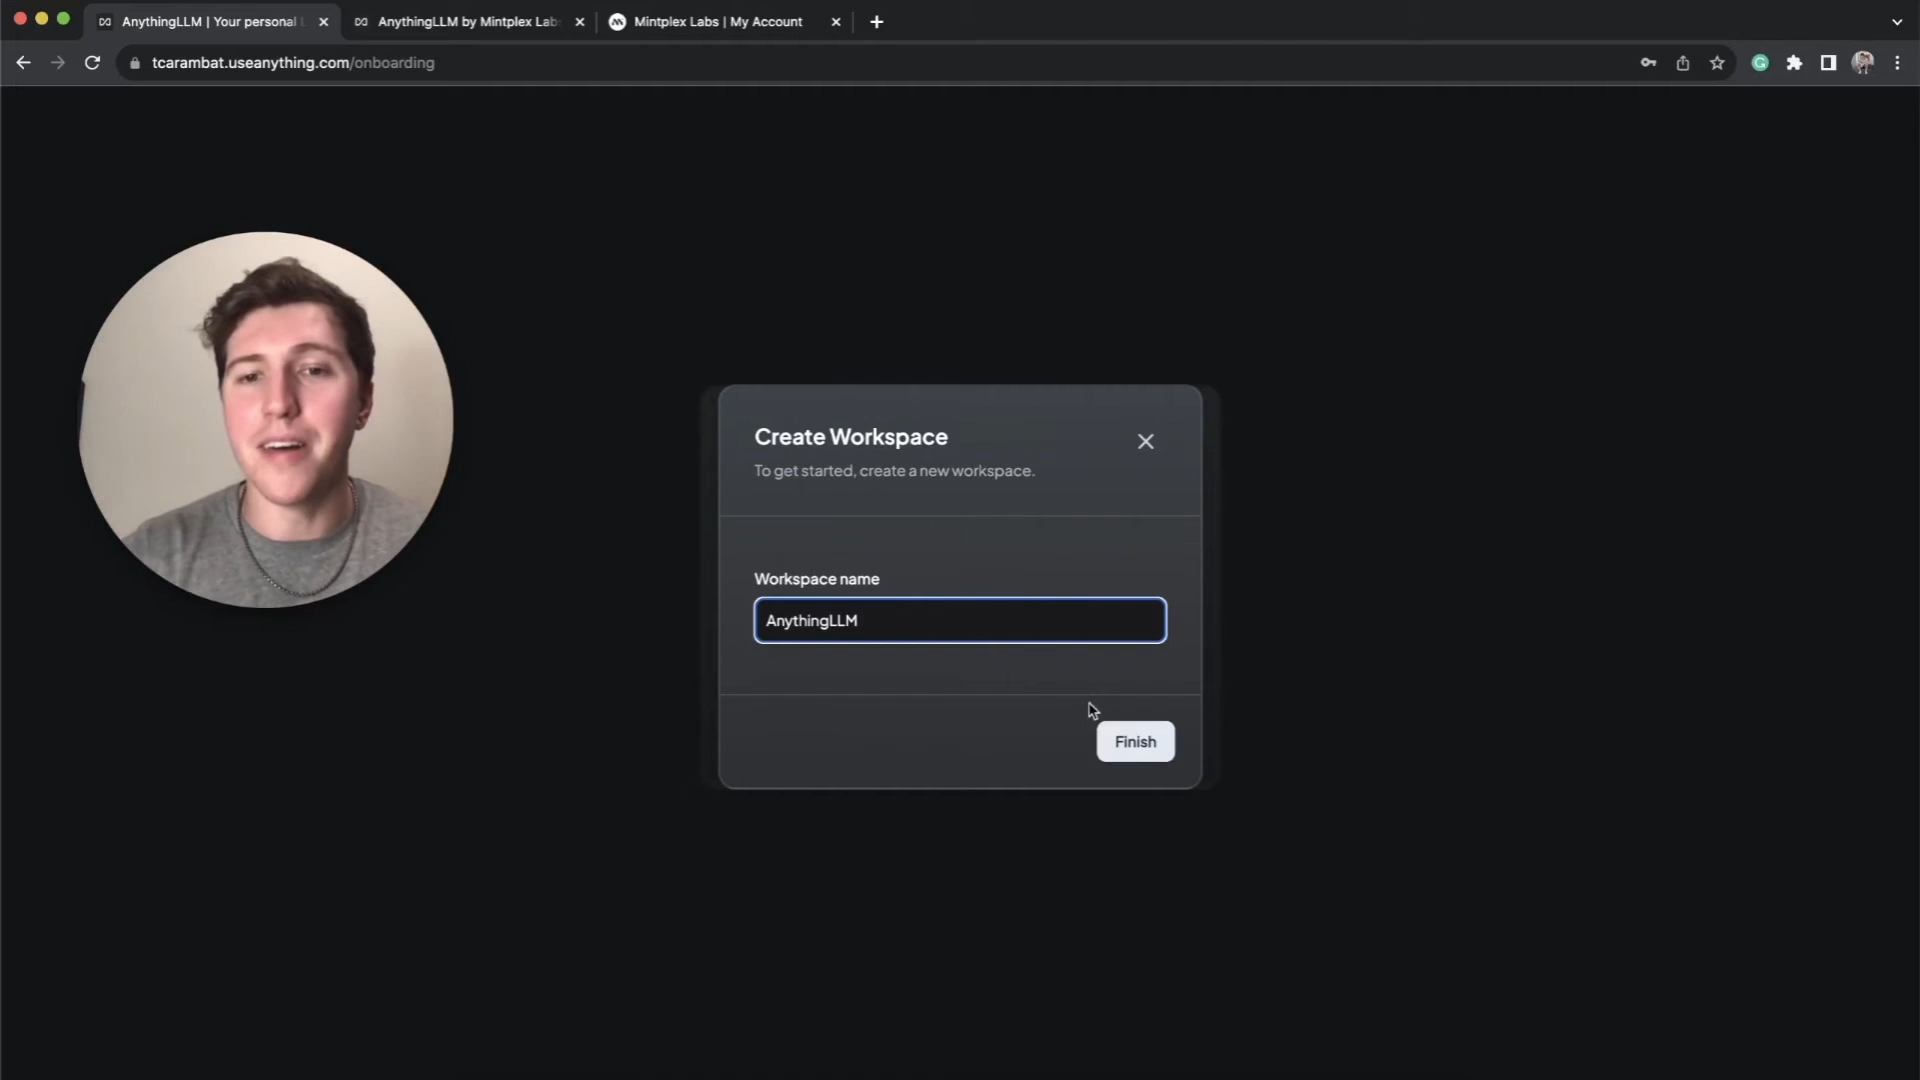 AnythingLLM | Your personal
AnythingLLM by Mintplex Lab
Mintplex Labs | My Account
tcarambat.useanything.com/onboarding
Create Workspace
To get started, create a new workspace.
Workspace name
AnythingLLM
Finish